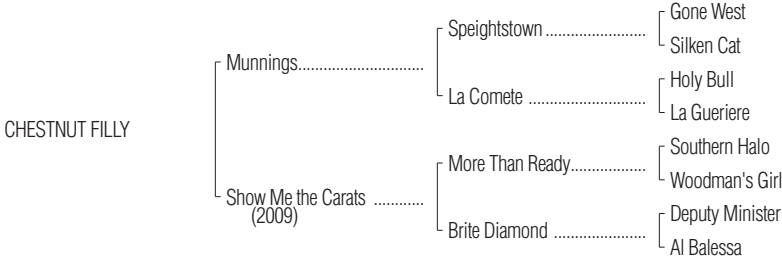 Gone West
Speightstown
Silken Cat
Munnings
Holy Bull
La Comete
La Gueriere
CHESTNUT FILLY
Southern Halo
More Than Ready
Woodman's Girl
Show Me the Carats
(2009)
Deputy Minister
Brite Diamond
Al Balessa